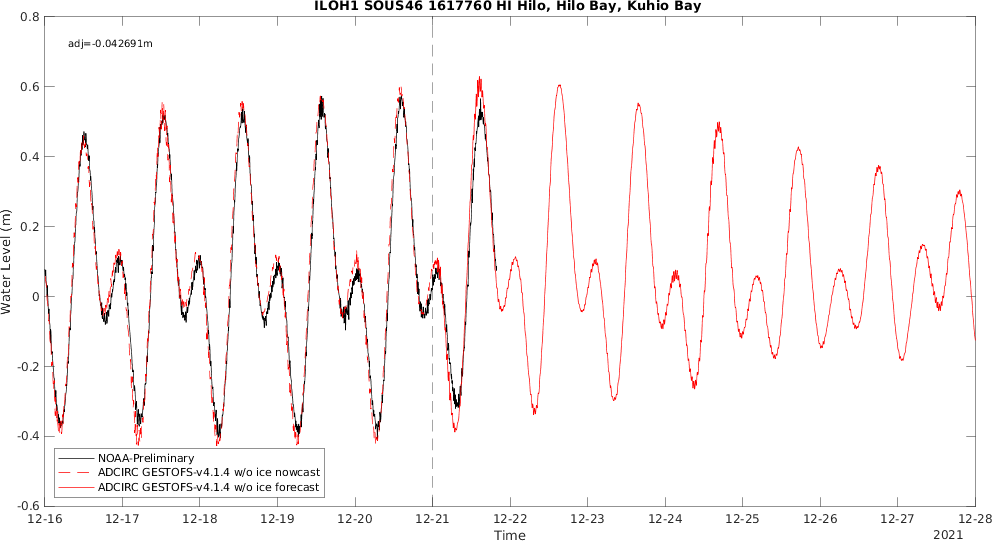 ILOH1 SOUS46 1617760 HI Hilo, Hilo Bay, Kuhio Bay
adj=-0.042691m
Water Level (m)
0.8
0.6
0.4
0.2
0
-0.2
-0.4
-0.6
NOAA-Preliminary
ADCIRC GESTOFS-v4.1.4 w/o ice nowcast
ADCIRC GESTOFS-v4.1.4 w/o ice forecast
12-16 12-17 12-18 12-19 12-20 12-21 12-22 12-23 12-24 12-25 12-26 12-27 12-28
Time
2021